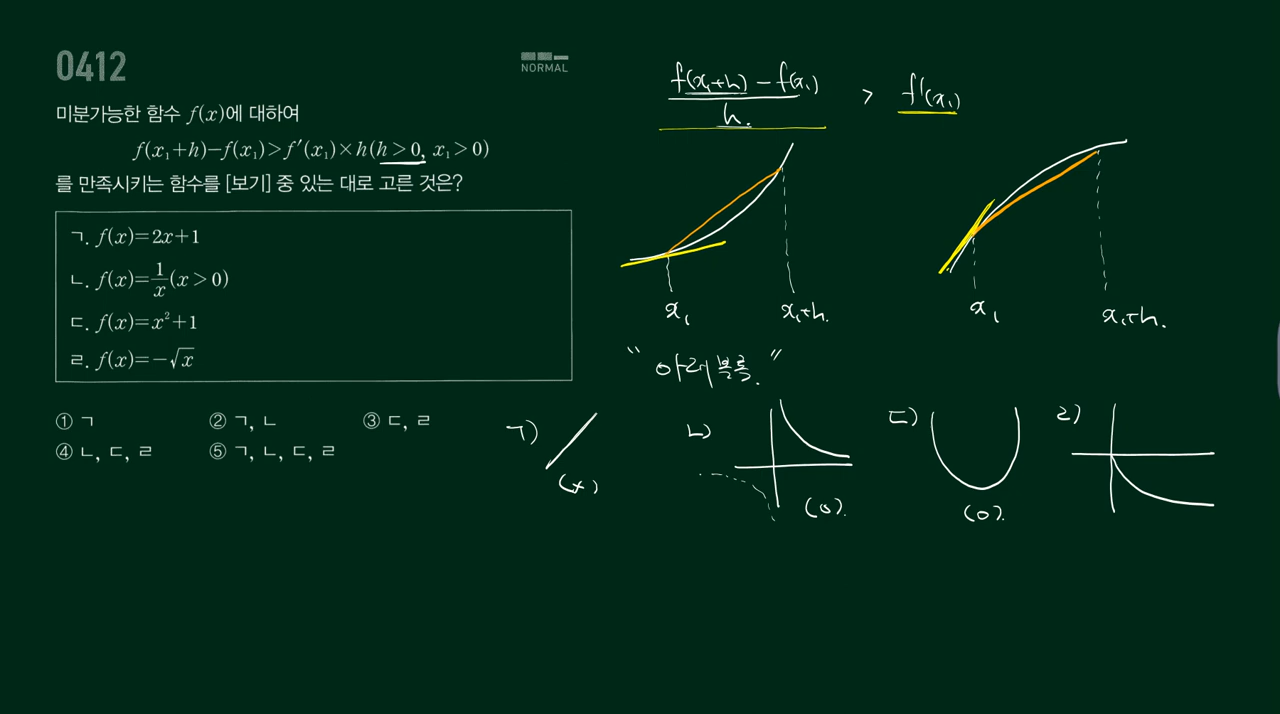 0412
NORMAL
미분가능한 함수 f(x)에 대하여
f(x₁+h)−f(x₁)>f′(x₁)×h(h>0, x₁>0)
를 만족시키는 함수를 [보기] 중 있는 대로 고른 것은?
ㄱ. f(x)=2x+1
ㄴ. f(x)=1/x (x>0)
ㄷ. f(x)=x²+1
ㄹ. f(x)=−√x
① ㄱ ② ㄱ, ㄴ ③ ㄷ, ㄹ
④ ㄴ, ㄷ, ㄹ ⑤ ㄱ, ㄴ, ㄷ, ㄹ
(f(x₁+h) − f(x₁))/h. > f′(x₁)
x₁ x₁+h.
x₁ x₁+h.
"아래볼록."
ㄱ) ㄴ) ㄷ) ㄹ)
(×) (o). (o).